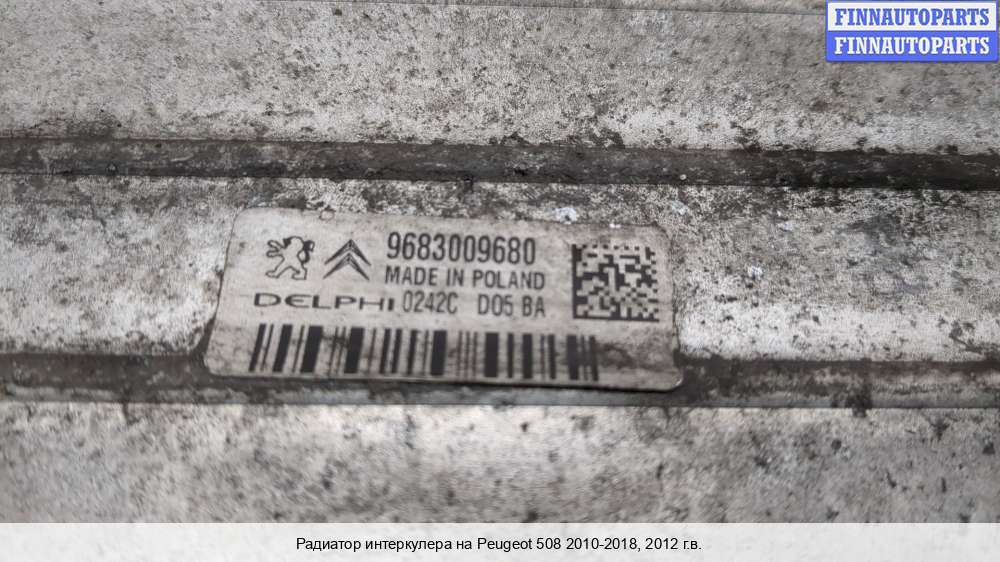 FINNAUTOPARTS
FINNAUTOPARTS
9683009680
MADE IN POLAND
DELPHI 0242C D05 BA
Радиатор интеркулера на Peugeot 508 2010-2018, 2012 г.в.